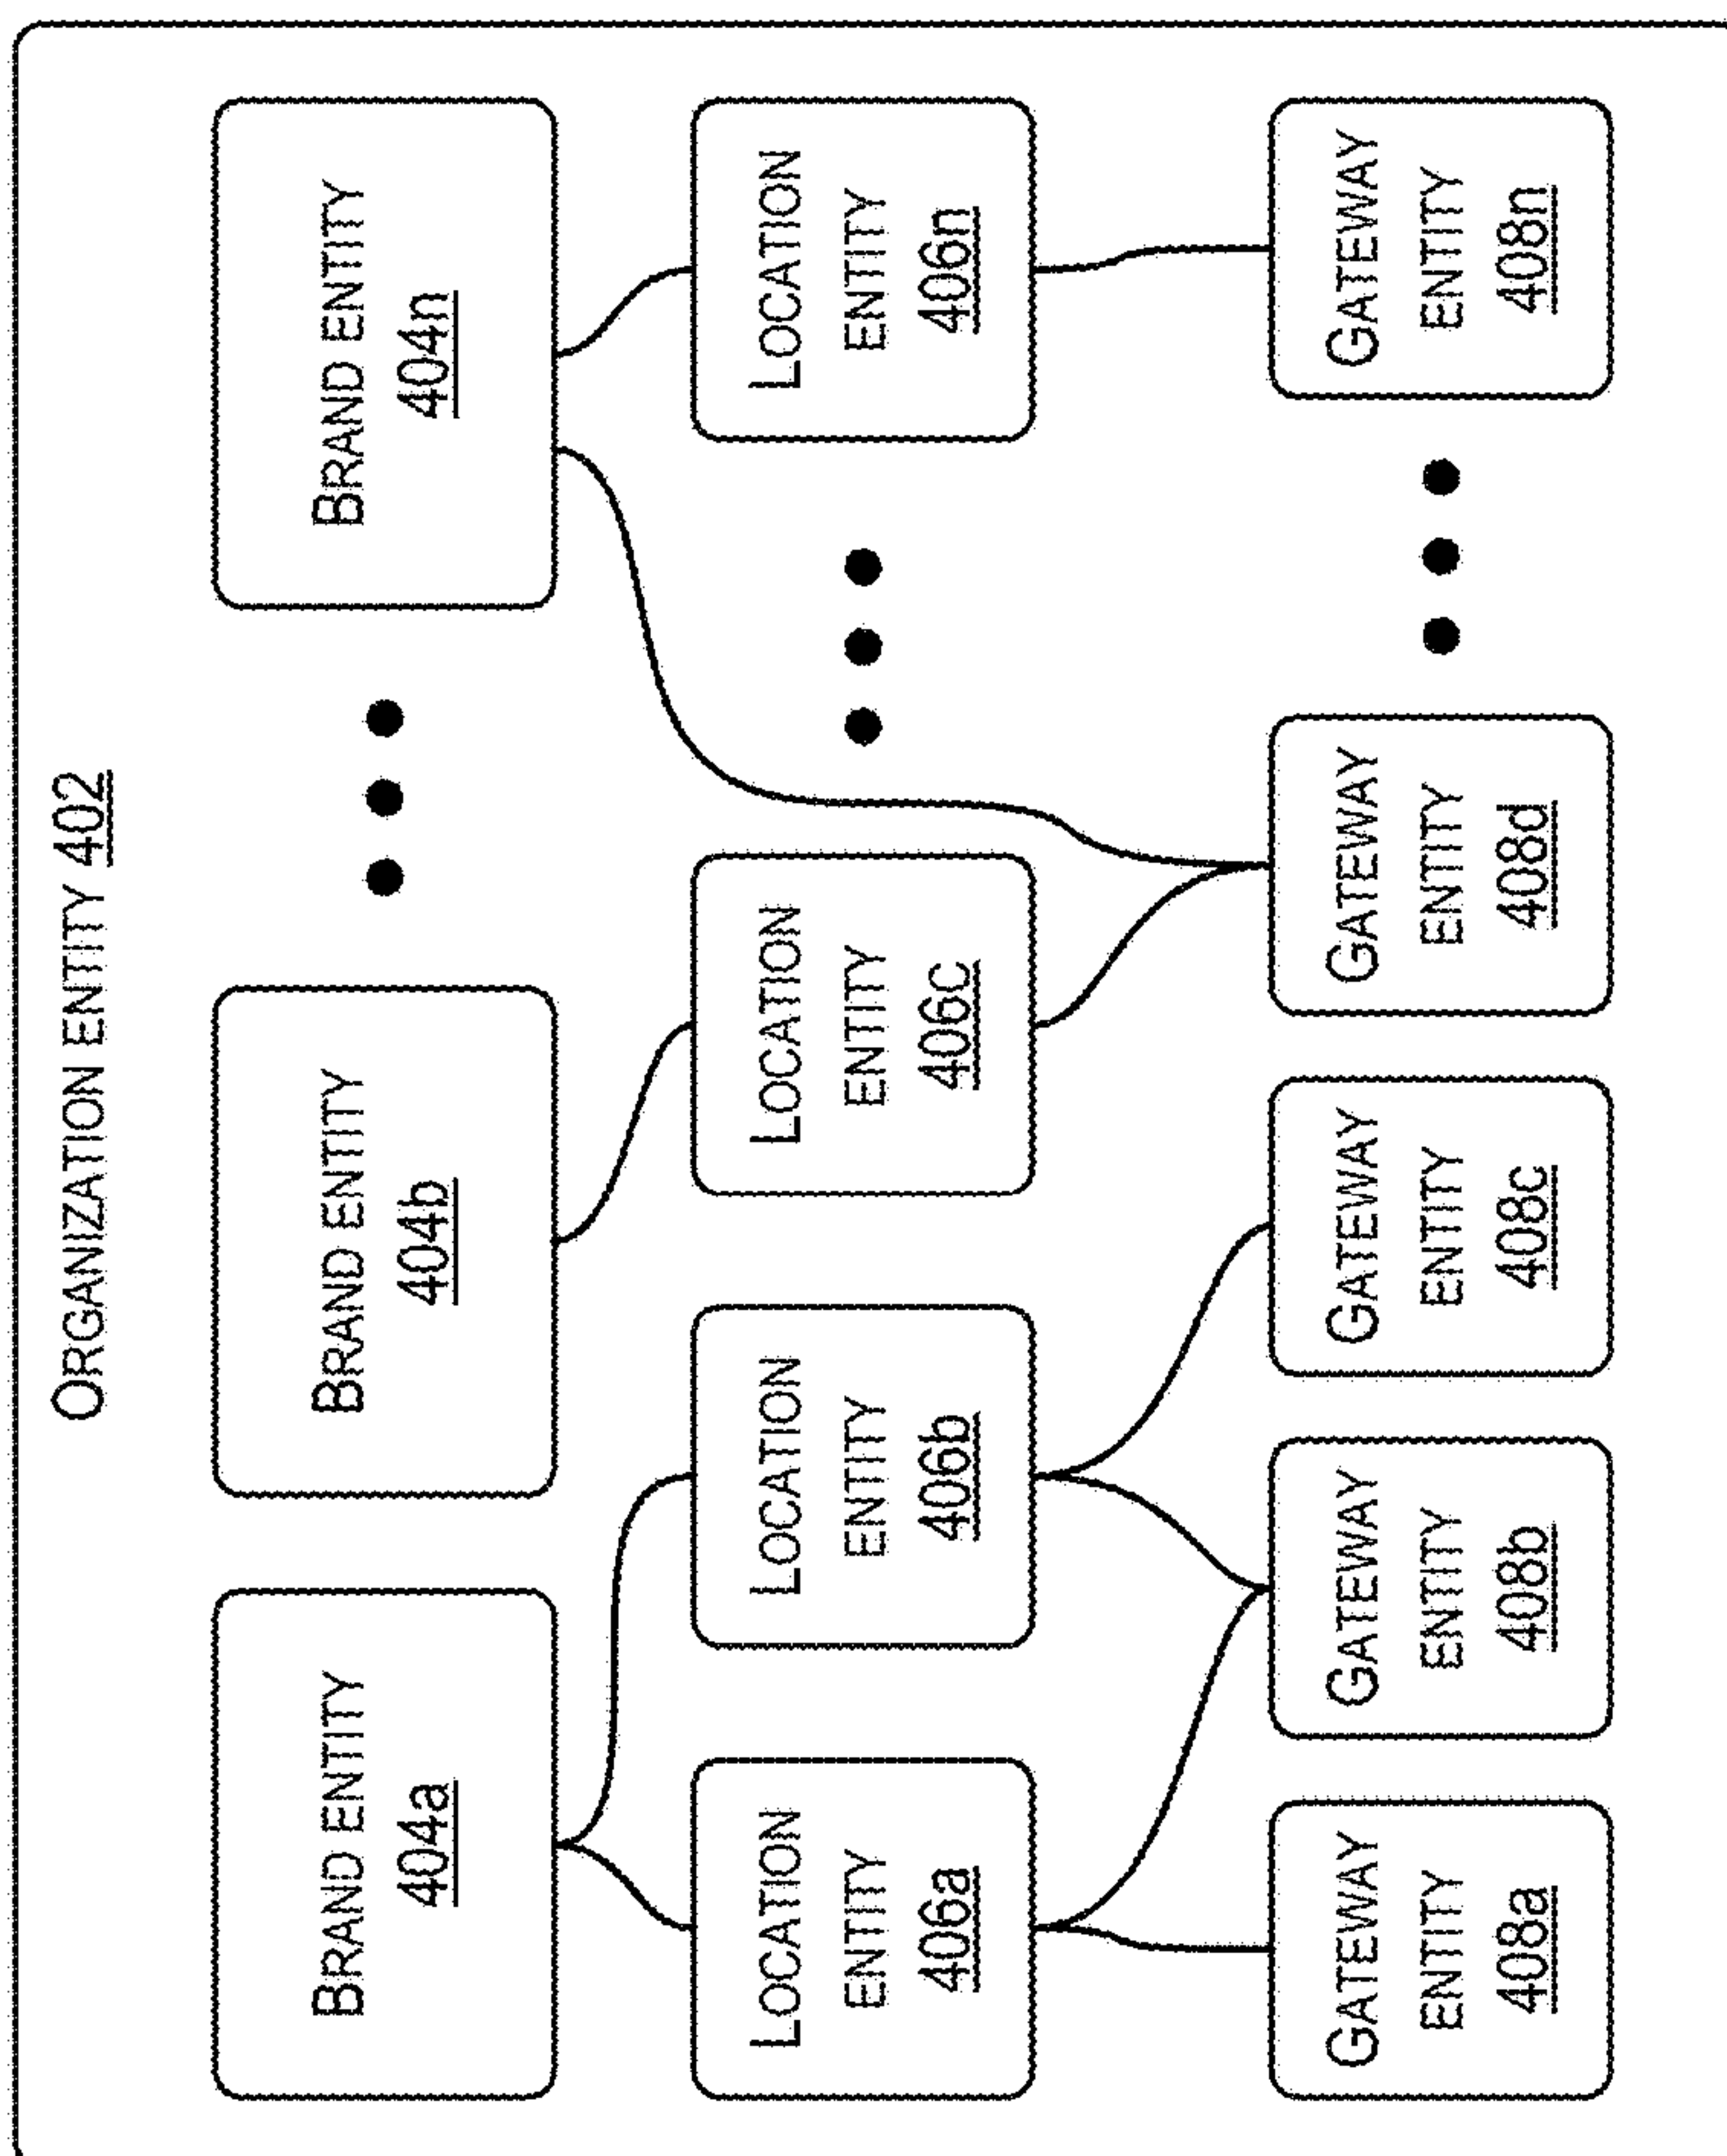 ORGANIZATION ENTITY 402
BRAND ENTITY
404a
BRAND ENTITY
404b
BRAND ENTITY
404n
LOCATION
ENTITY
406a
LOCATION
ENTITY
406b
LOCATION
ENTITY
406c
LOCATION
ENTITY
406n
GATEWAY
ENTITY
408a
GATEWAY
ENTITY
408b
GATEWAY
ENTITY
408c
GATEWAY
ENTITY
408d
GATEWAY
ENTITY
408n